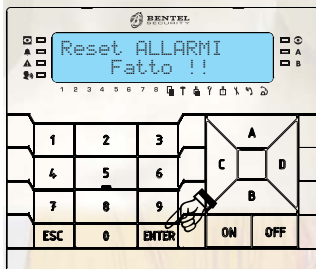 BENTEL
SECURITY
Reset ALLARMI
Fatto !!
A
B
1 2 3 4 5 6 7 8
1 2 3
4 5 6
7 8 9
ESC 0 ENTER
A
C D
B
ON OFF